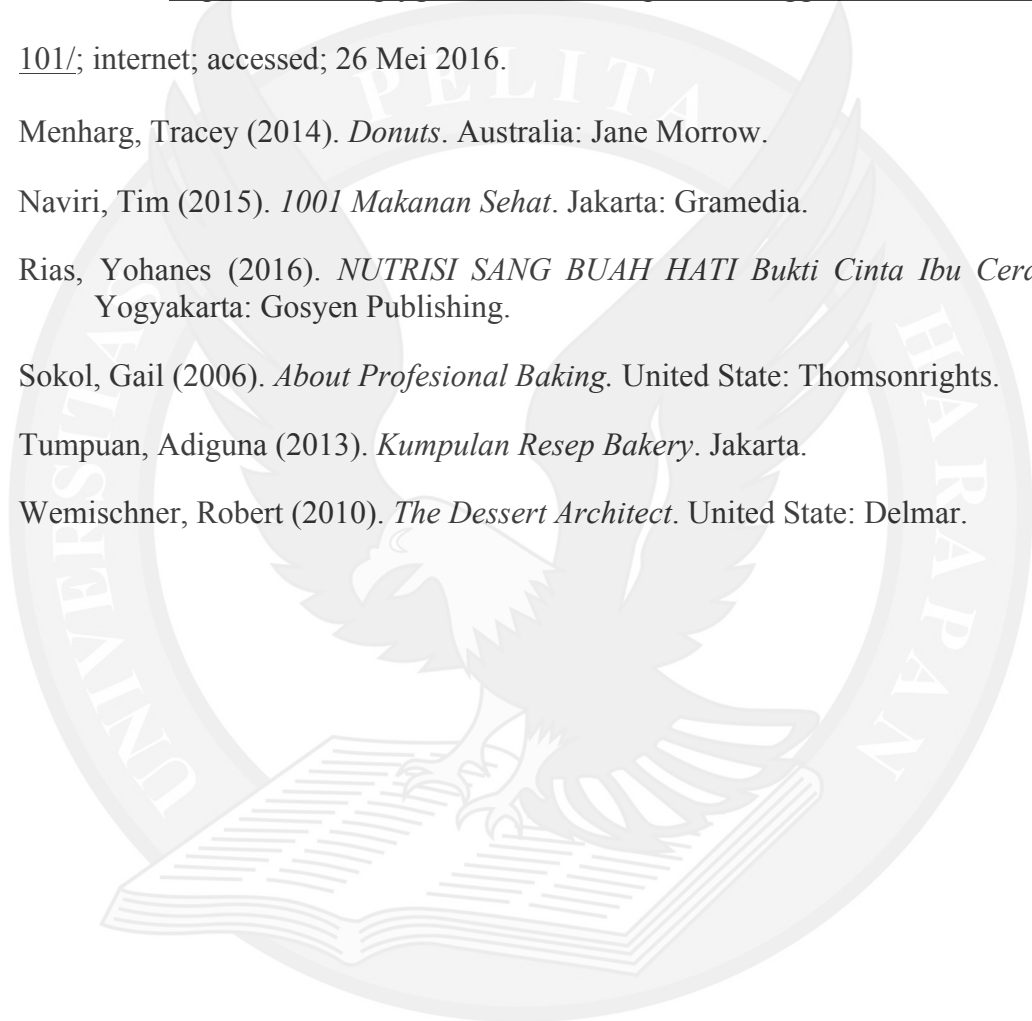 101/; internet; accessed; 26 Mei 2016.
Menharg, Tracey (2014). Donuts. Australia: Jane Morrow.
Naviri, Tim (2015). 1001 Makanan Sehat. Jakarta: Gramedia.
Rias, Yohanes (2016). NUTRISI SANG BUAH HATI Bukti Cinta Ibu
Yogyakarta: Gosyen Publishing.
Sokol, Gail (2006). About Profesional Baking. United State: Thomsonrights.
Tumpuan, Adiguna (2013). Kumpulan Resep Bakery. Jakarta.
Wemischner, Robert (2010). The Dessert Architect. United State: Delmar.
UNIVERSITAS PELITA HARAPAN